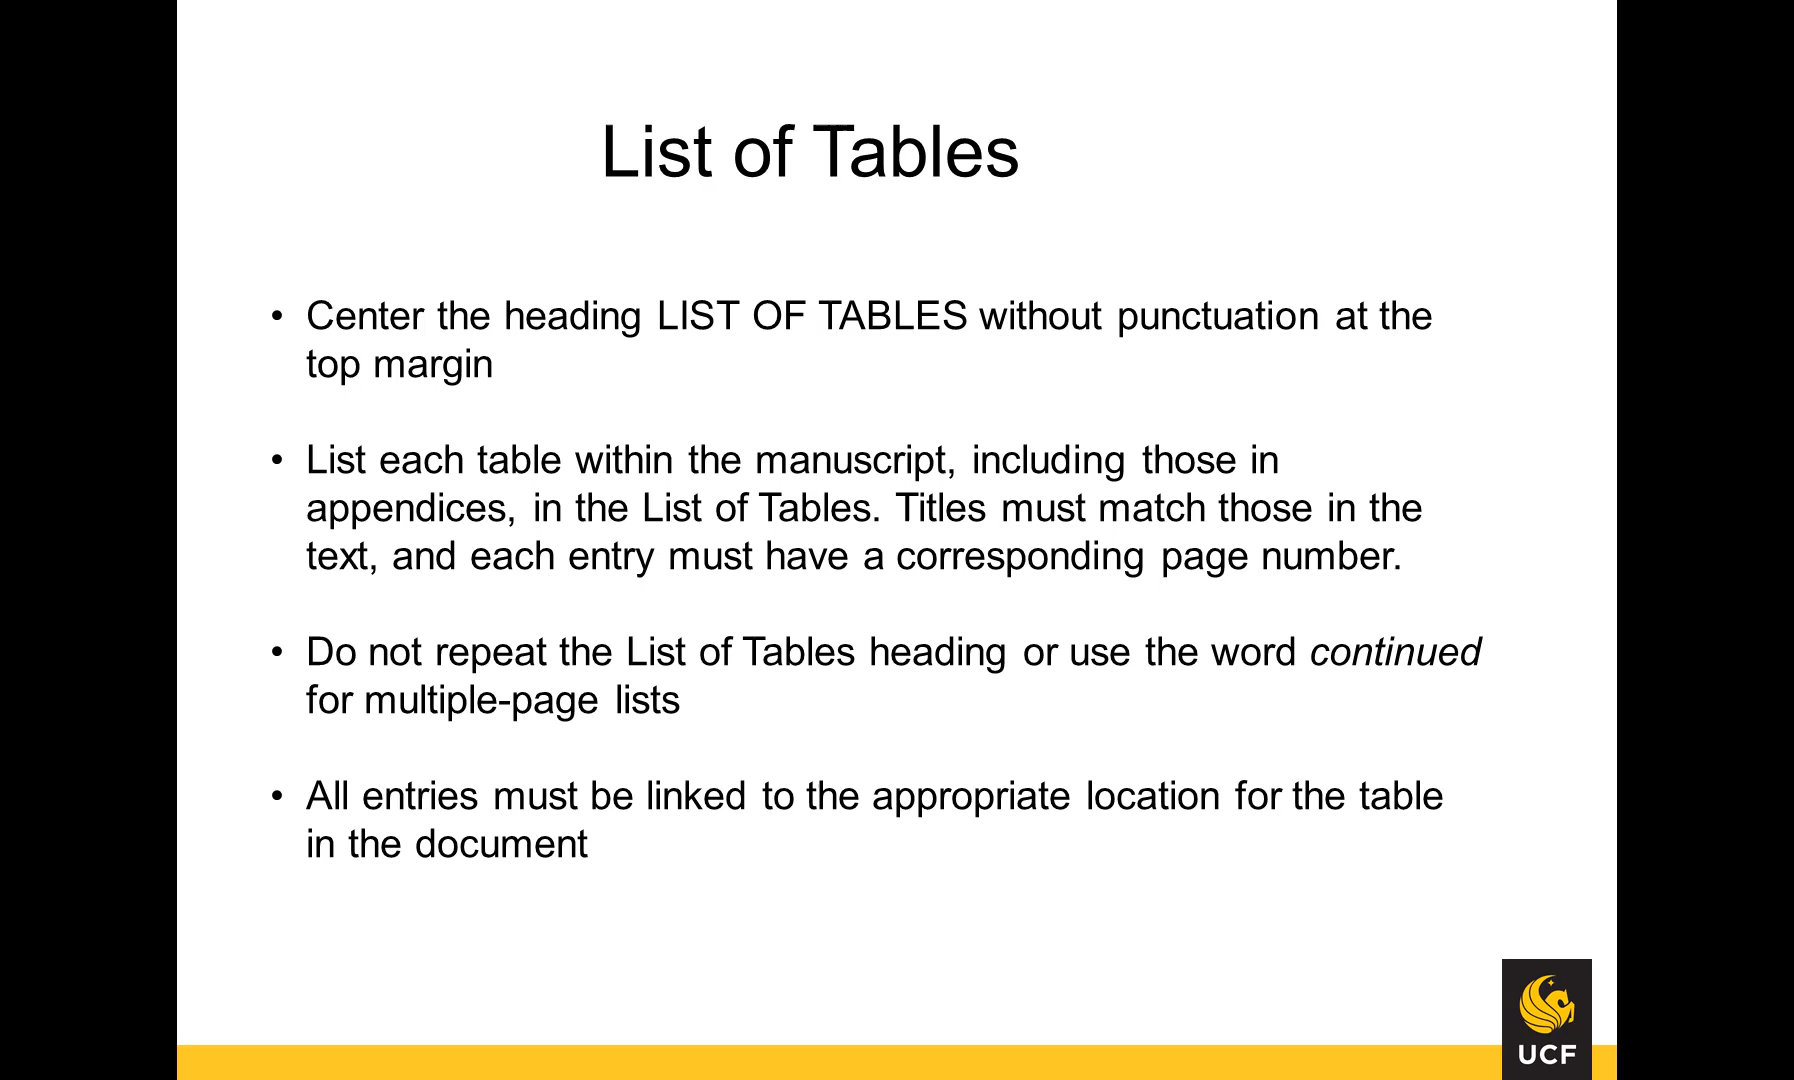 List of Tables
• Center the heading LIST OF TABLES without punctuation at the
top margin
• List each table within the manuscript, including those in
appendices, in the List of Tables. Titles must match those in the
text, and each entry must have a corresponding page number.
• Do not repeat the List of Tables heading or use the word continued
for multiple-page lists
• All entries must be linked to the appropriate location for the table
in the document
UCF